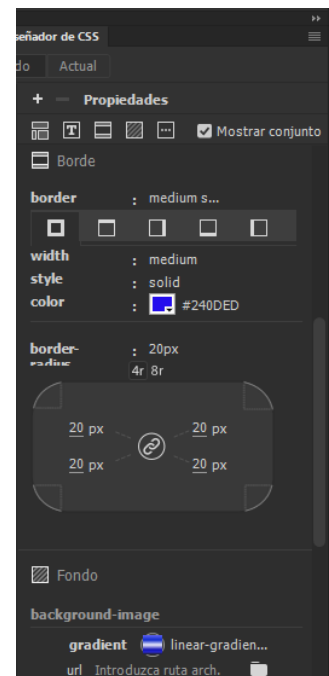 señador de CSS
do Actual
+ — Propiedades
T Mostrar conjunto
Borde
border : medium s...
width : medium
style : solid
color : #240DED
border-radius : 20px
4r 8r
20 px 20 px
20 px 20 px
Fondo
background-image
gradient linear-gradien...
url Introduzca ruta arch.